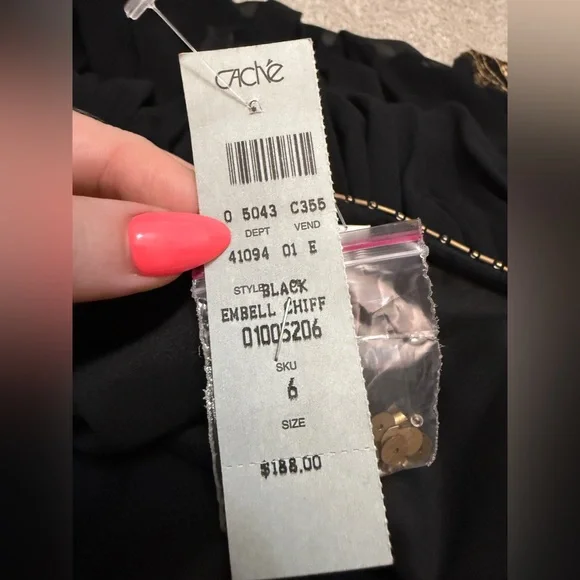 CAChé
0 5043 C355
DEPT VEND
41094 01 E
STYLE BLACK
EMBELL CHIFF
01005206
SKU
6
SIZE
$188.00